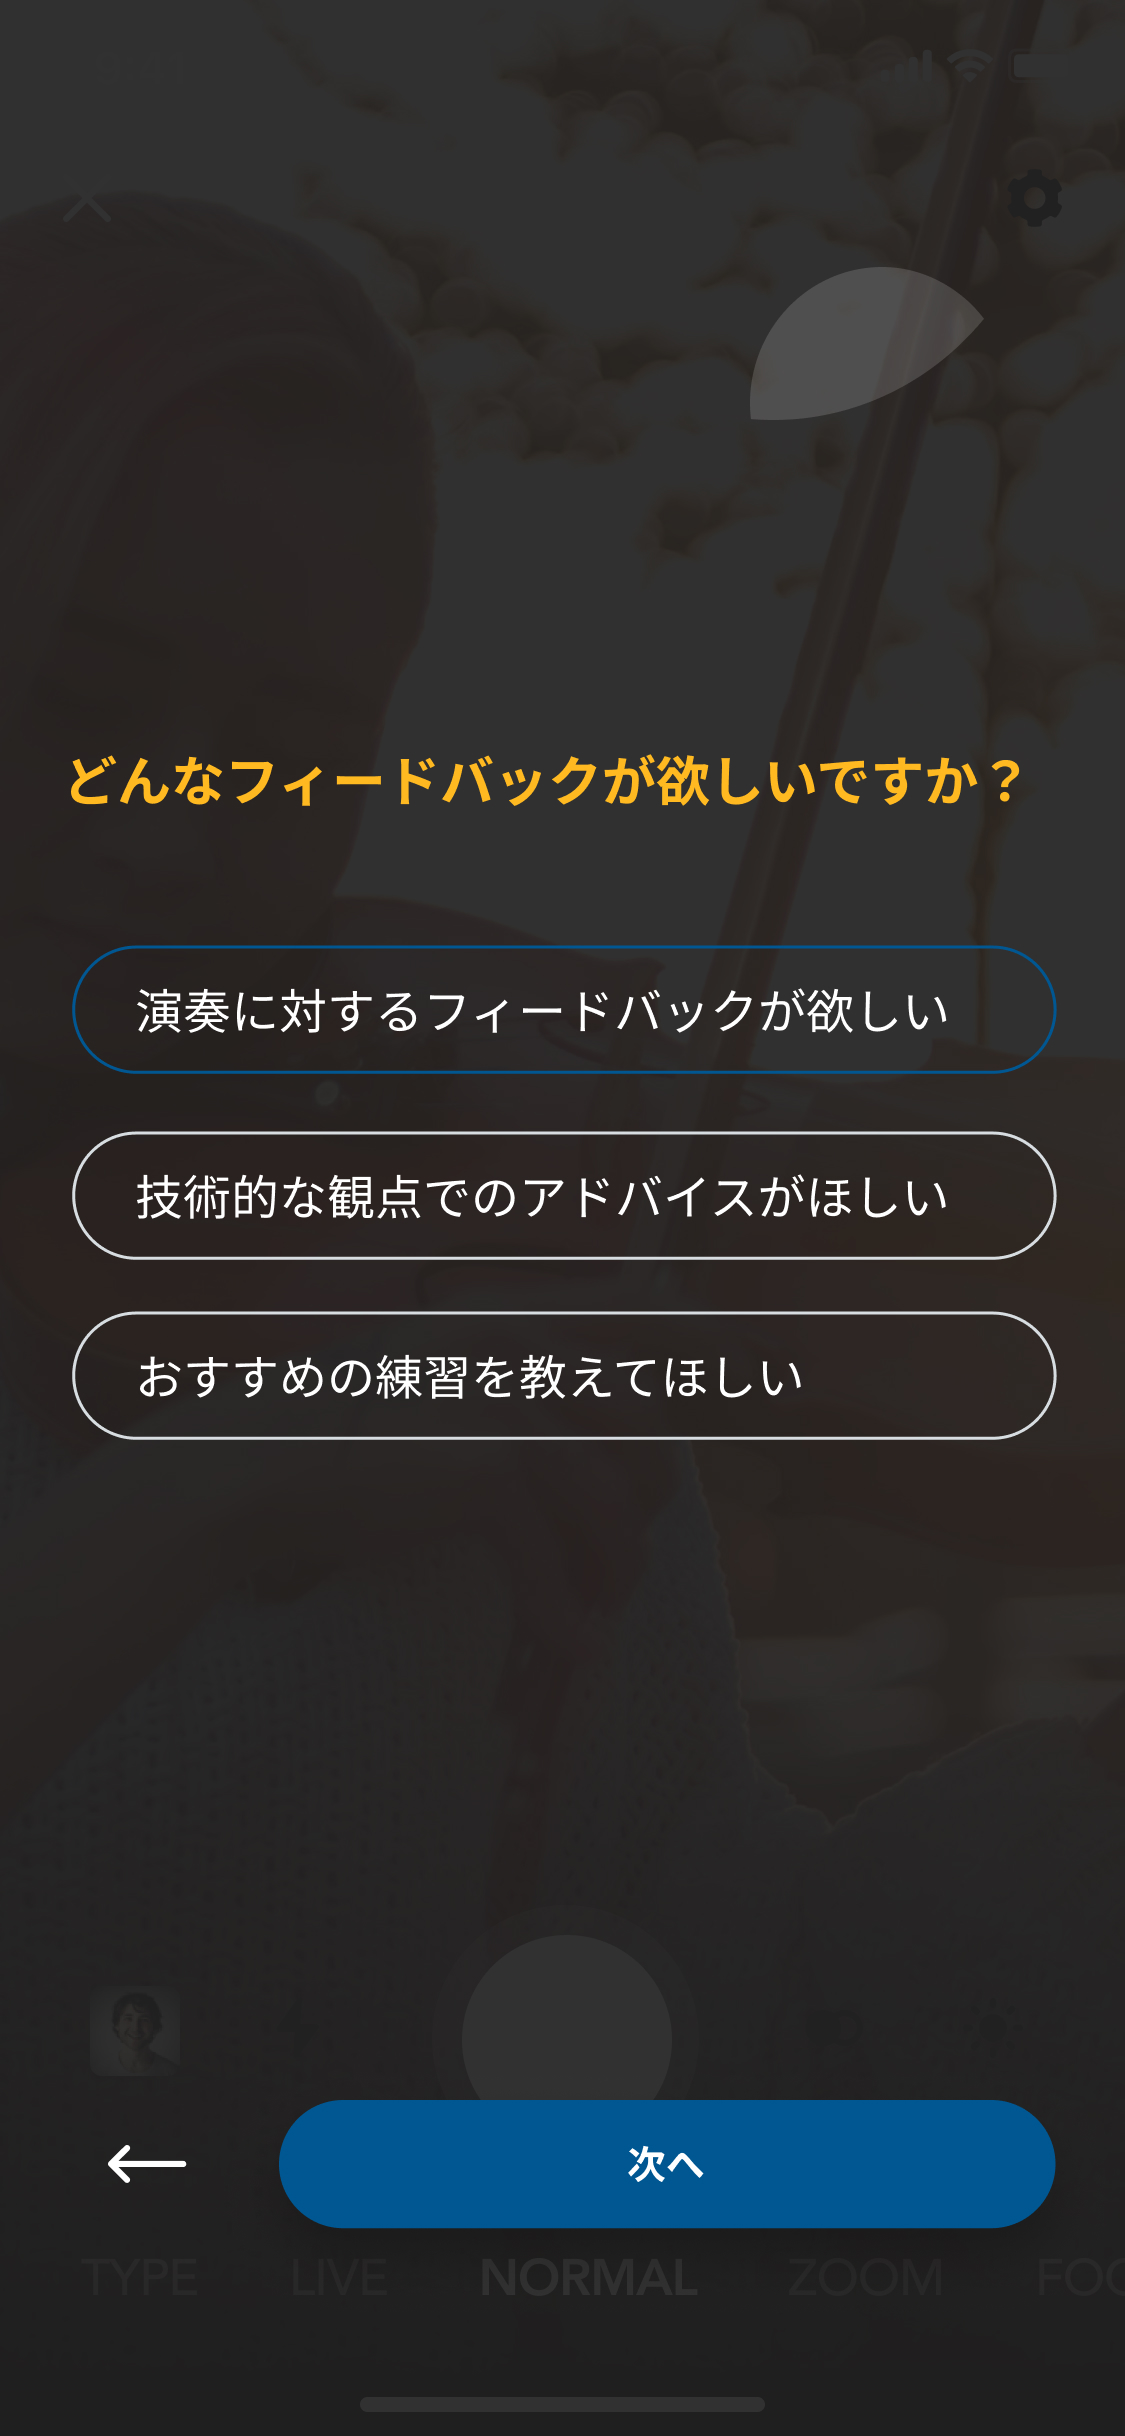 どんなフィードバックが欲しいですか？
演奏に対するフィードバックが欲しい
技術的な観点でのアドバイスがほしい
おすすめの練習を教えてほしい
次へ
TYPE LIVE NORMAL ZOOM FOC